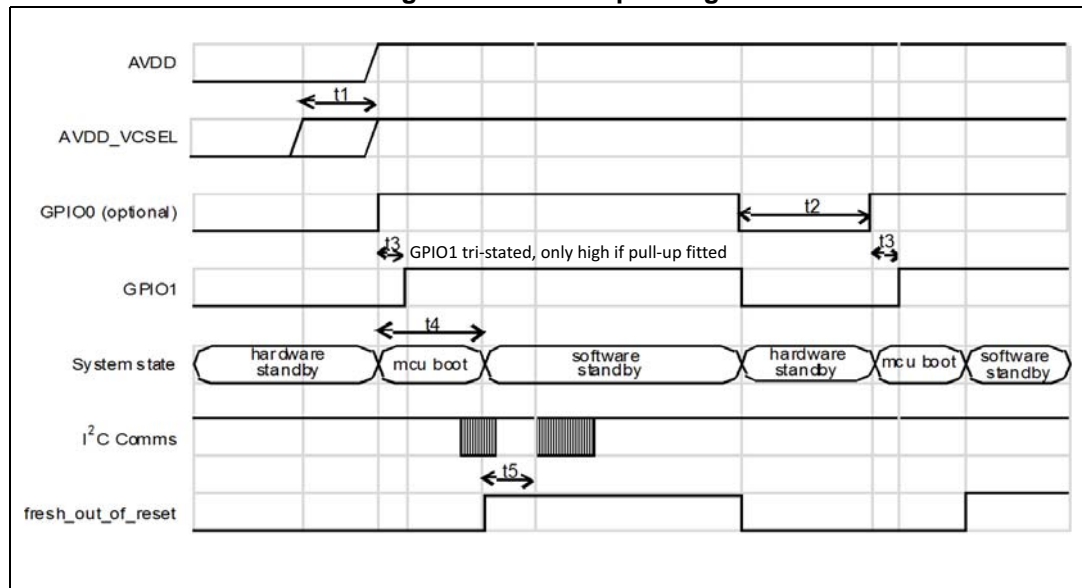 AVDD
t1
AVDD_VCSEL
GPIO0 (optional)
t2
t3
GPIO1 tri-stated, only high if pull-up fitted
t3
GPIO1
t4
System state
hardware
standby
mcu boot
software
standby
hardware
standby
mcu boot
software
standby
I²C Comms
t5
fresh_out_of_reset